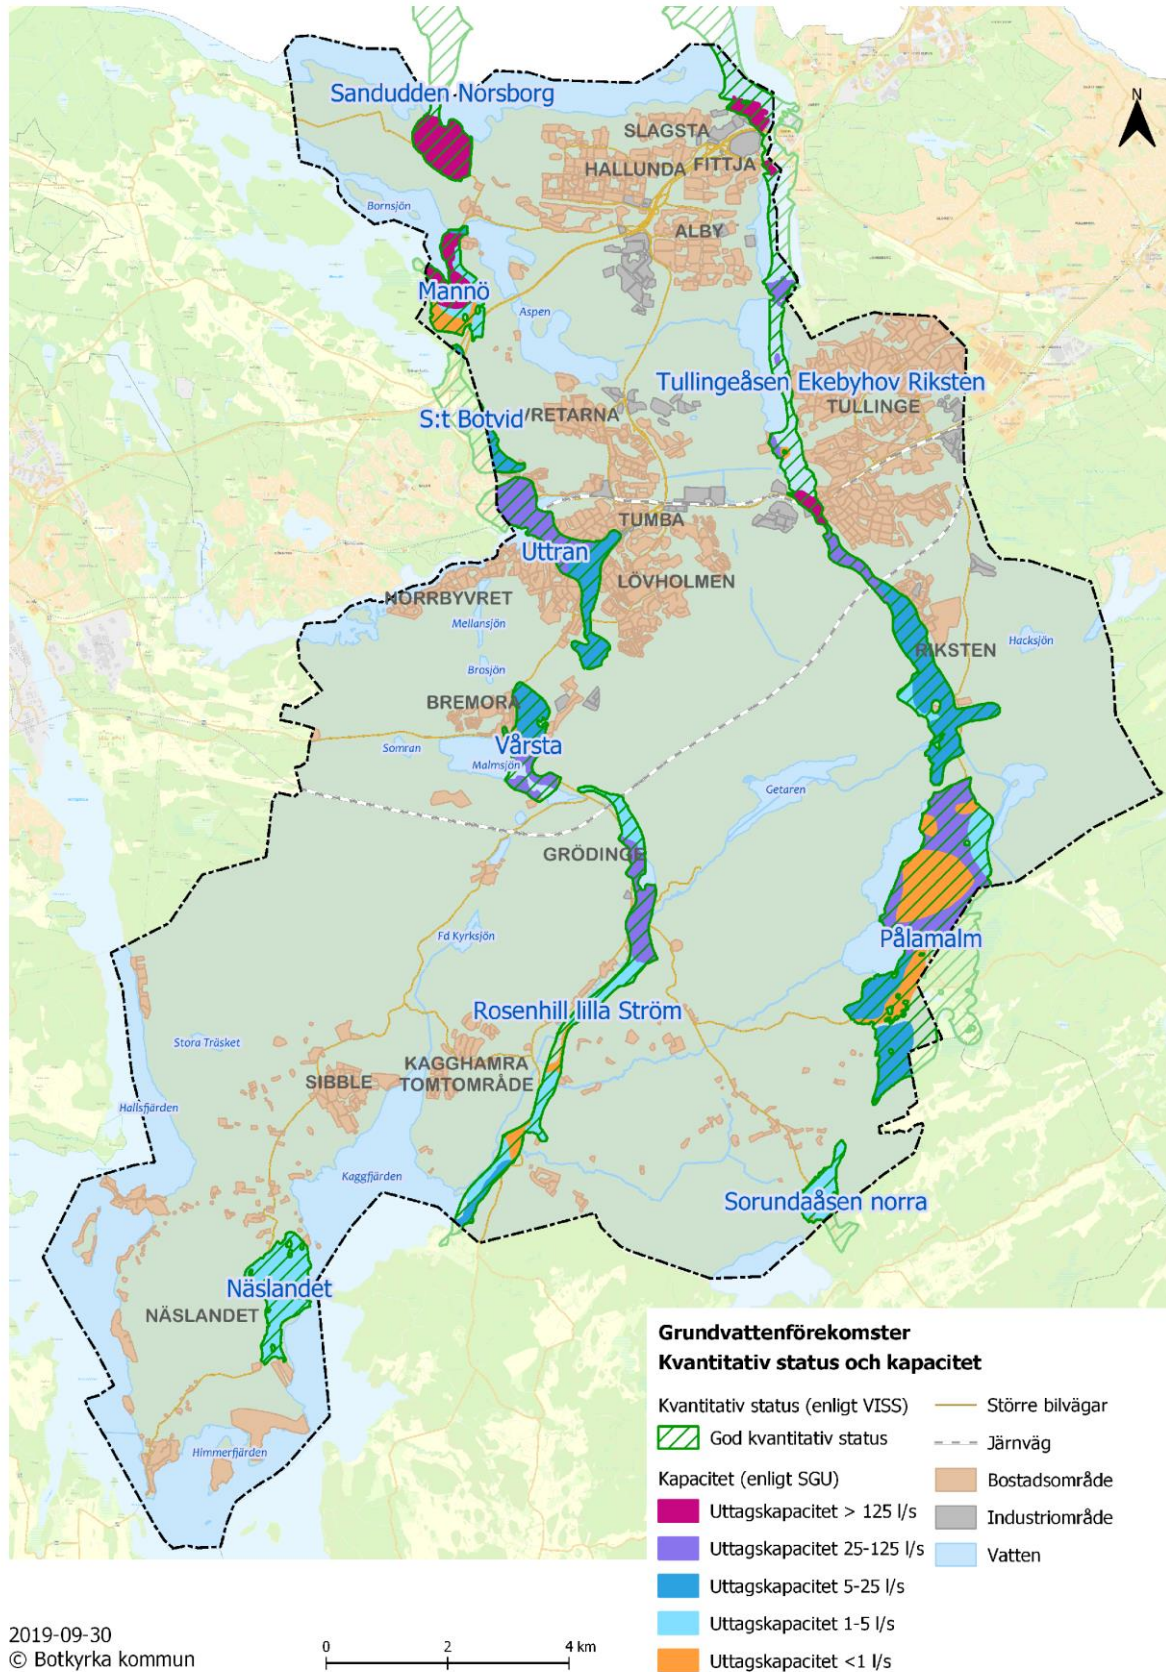 N
Sandudden Norsborg
SLAGSTA
HALLUNDA
FITTJA
Bornsjön
ALBY
Mannö
Aspen
Tullingeåsen Ekebyhov Riksten
TULLINGE
S:t Botvid
VRETARNA
TUMBA
Uttran
LÖVHOLMEN
NORRBYVRET
Mellansjön
Hacksjön
RIKSTEN
Brosjön
BREMORA
Vårsta
Somran
Malmsjön
Getaren
GRÖDINGE
Pålamalm
Fd Kyrksjön
Rosenhill lilla Ström
Stora Träsket
KAGGHAMRA
TOMTOMRÅDE
SIBBLE
Hallsfjärden
Kaggfjärden
Sorundaåsen norra
Näslandet
NÄSLANDET
Himmerfjärden
Grundvattenförekomster
Kvantitativ status och kapacitet
Kvantitativ status (enligt VISS)
God kvantitativ status
Kapacitet (enligt SGU)
Uttagskapacitet > 125 l/s
Uttagskapacitet 25-125 l/s
Uttagskapacitet 5-25 l/s
Uttagskapacitet 1-5 l/s
Uttagskapacitet <1 l/s
Större bilvägar
Järnväg
Bostadsområde
Industriområde
Vatten
2019-09-30
© Botkyrka kommun
0 2 4 km